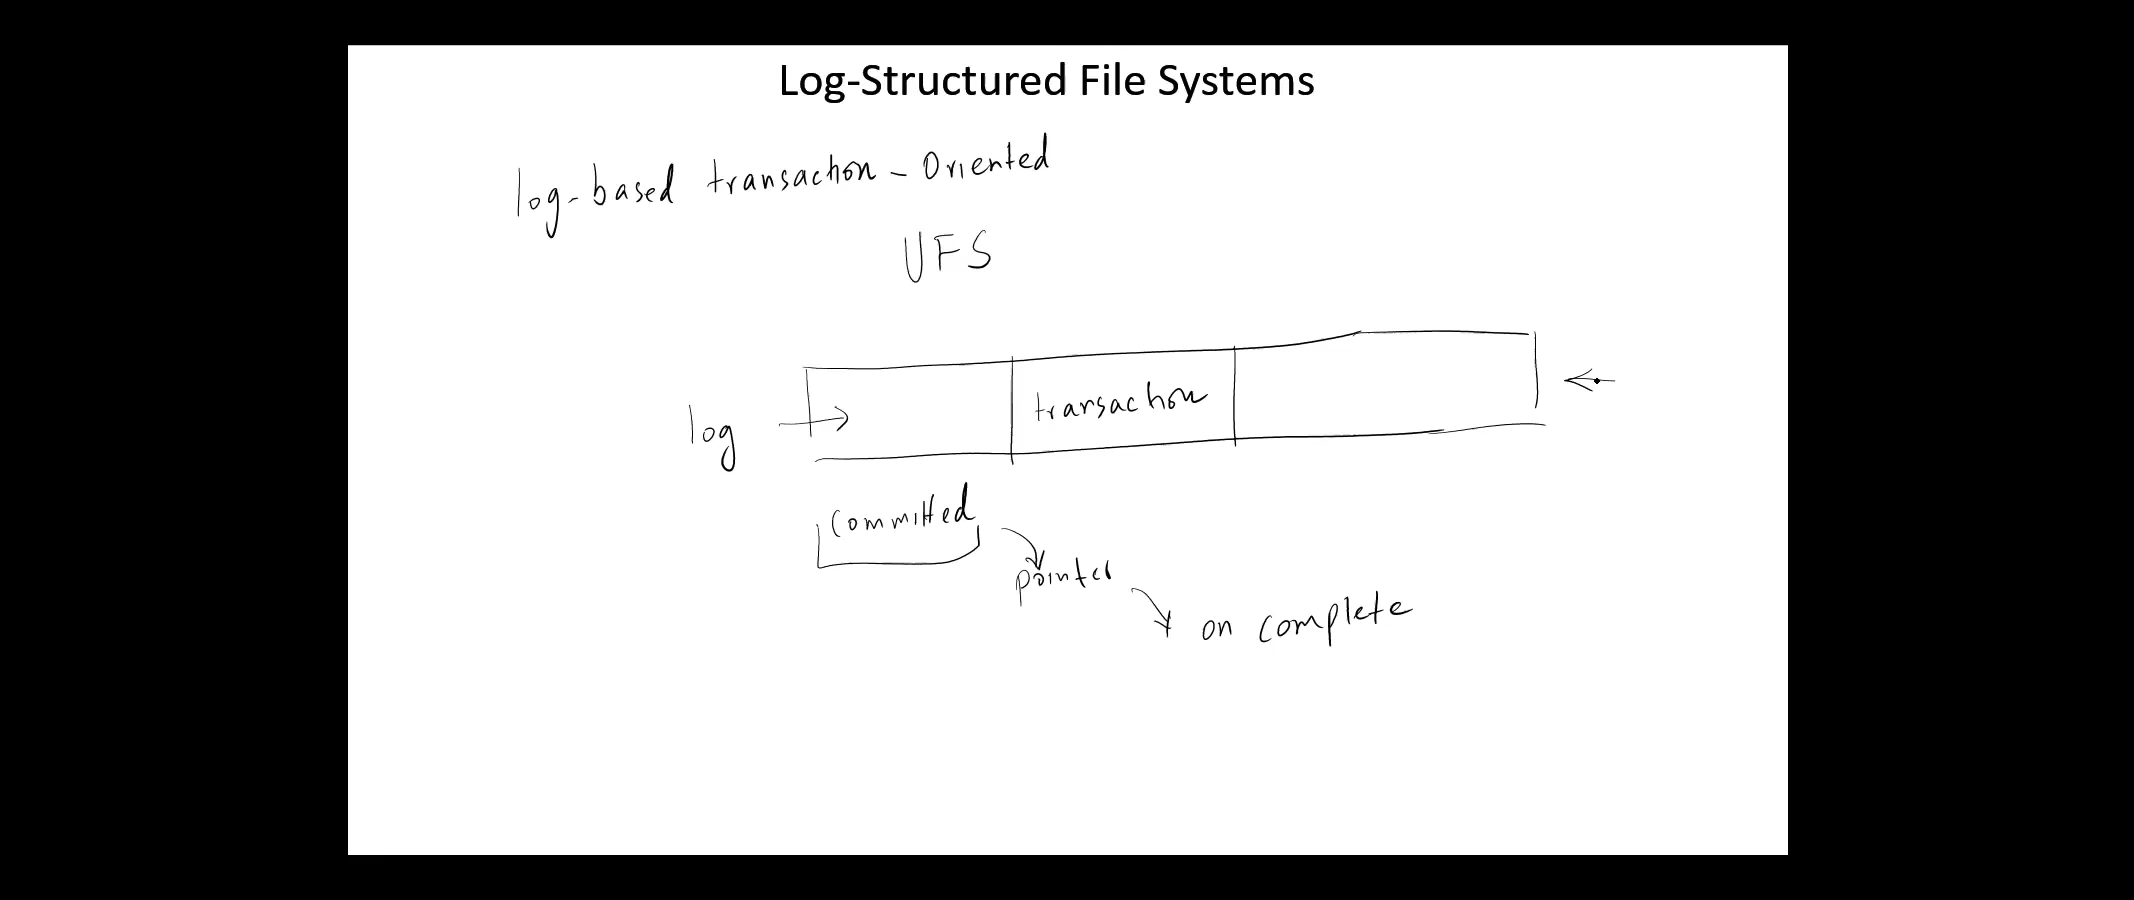 Log-Structured File Systems
log-based transaction-Oriented
UFS
transaction
log
committed
pointer
on complete